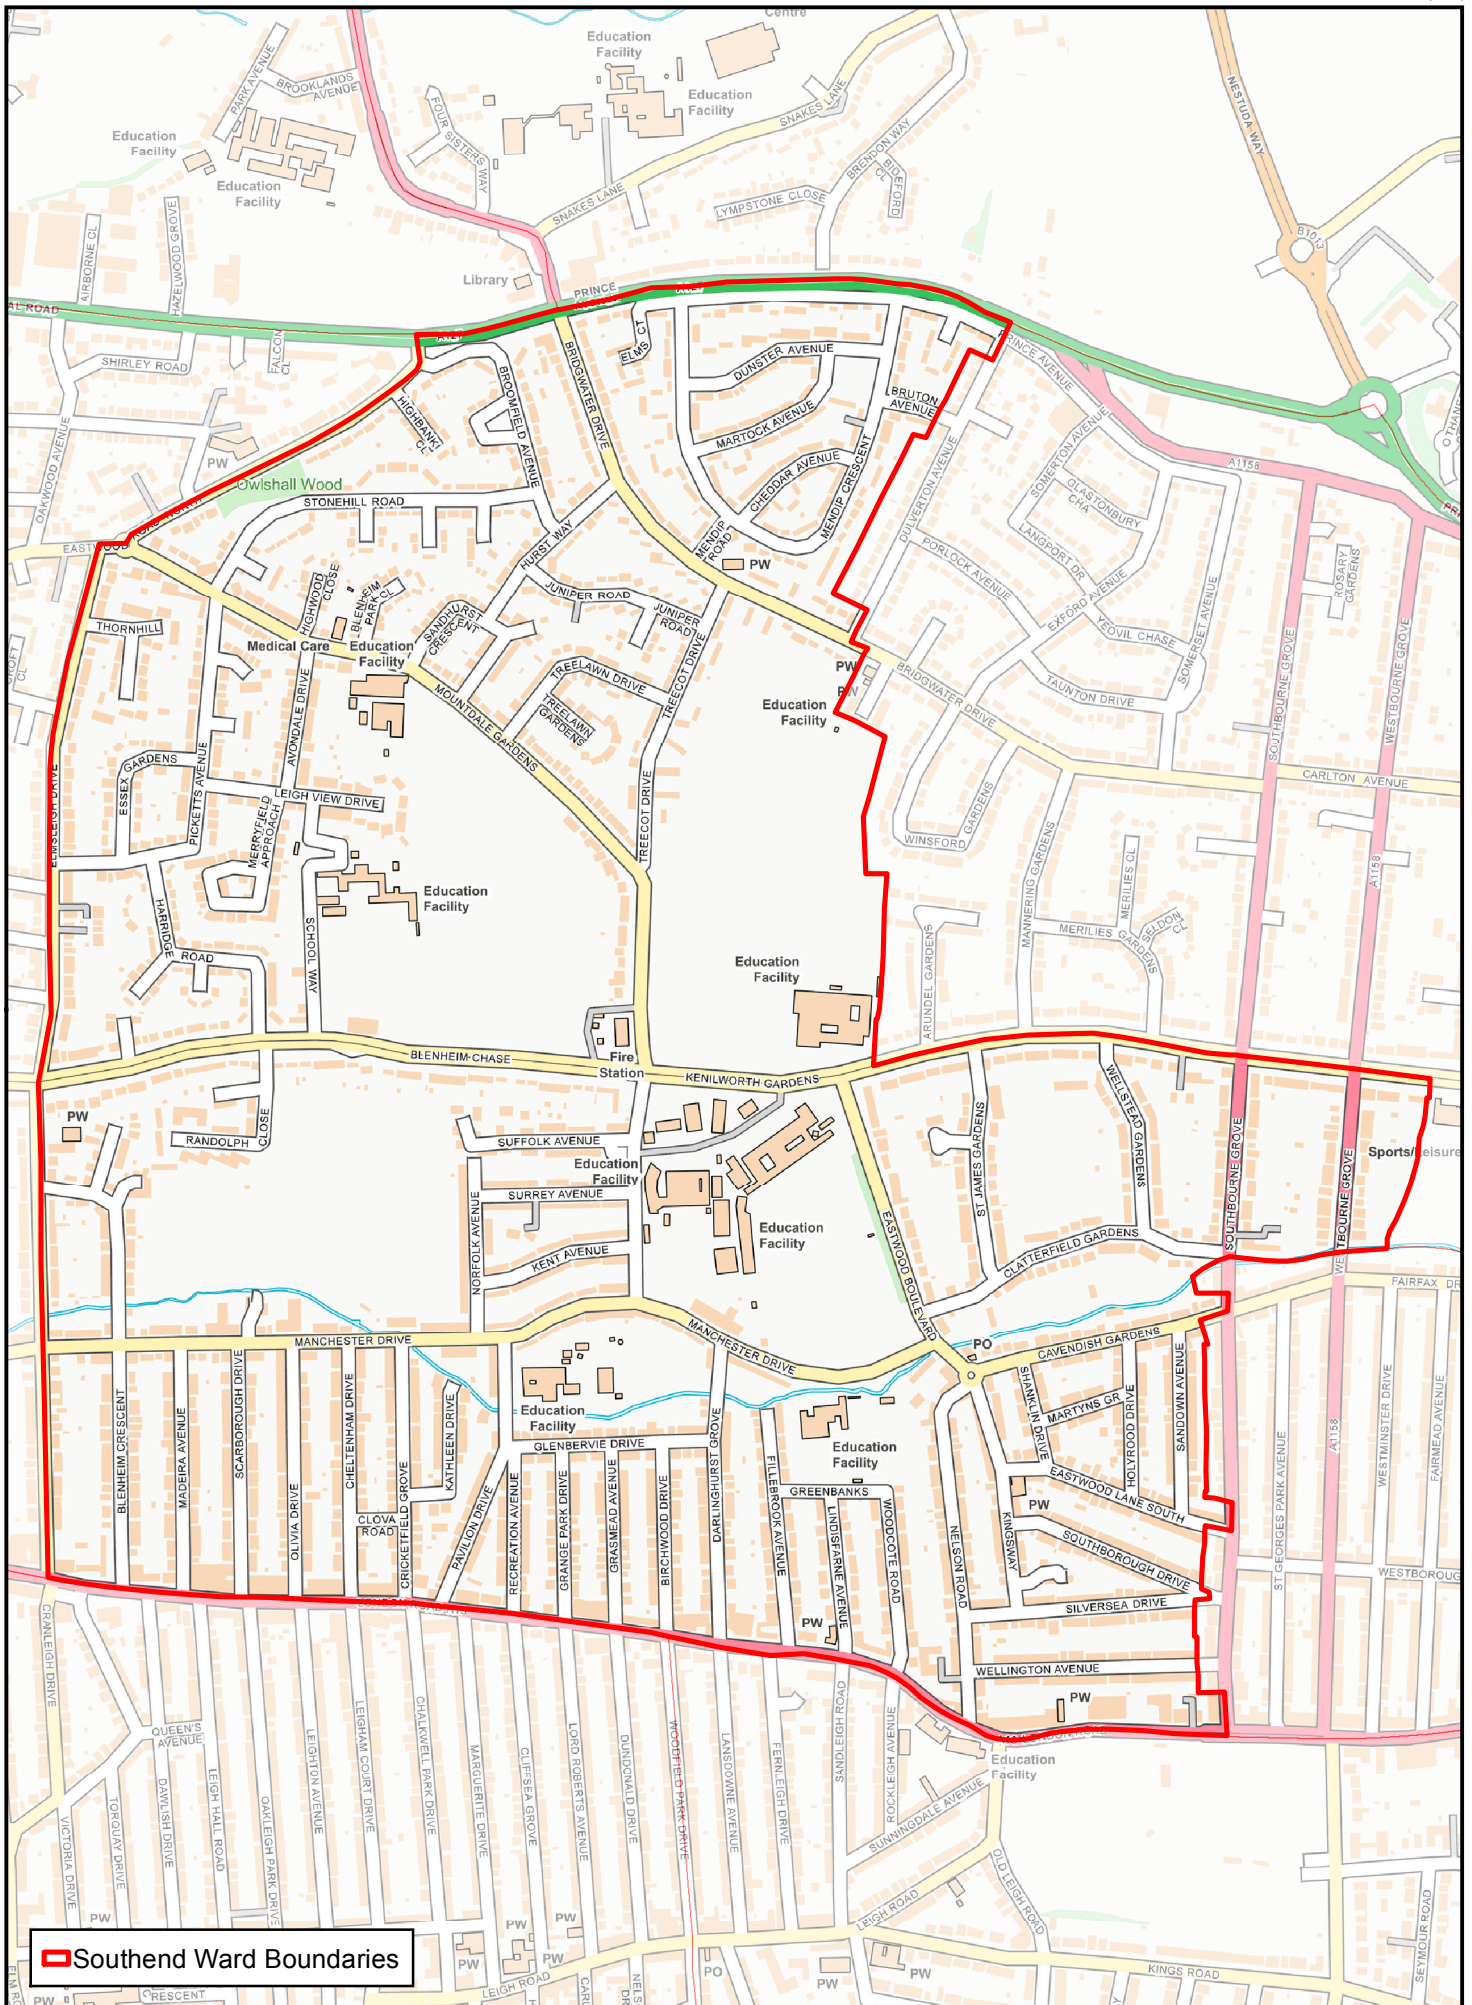 Centre
Education
Facility
Education
Facility
PARK AVENUE
BROOKLANDS
AVENUE
FOUR SISTERS WAY
SNAKES LANE
NESTUDA WAY
Education
Facility
Education
Facility
BRENDON WAY
BIDEFORD
CL
LYMPSTONE CLOSE
SNAKES LANE
B1013
AIRBORNE CL
HAZELWOOD GROVE
Library
PRINCE
AL ROAD
SHIRLEY ROAD
FALCON
CL
BRIDGWATER DRIVE
ELMS CT
DUNSTER AVENUE
PRINCE AVENUE
BROOMFIELD AVENUE
HIGHBANK
CL
MARTOCK AVENUE
BRUTON
AVENUE
OAKWOOD AVENUE
PW
Owlshall Wood
CHEDDAR AVENUE
MENDIP CRESCENT
DULVERTON AVENUE
SOMERTON AVENUE
GLASTONBURY
CHA
A1158
STONEHILL ROAD
HURST WAY
MENDIP
ROAD
PW
LANGPORT DR
PORLOCK AVENUE
EXFORD AVENUE
YEOVIL CHASE
SOMERSET AVENUE
ROSARY
GARDENS
EASTWOOD ROAD NORTH
HIGHWOOD
CLOSE
BLENHEIM
PARK CL
SANDHURST
CRESCENT
JUNIPER ROAD
JUNIPER
ROAD
THORNHILL
Medical Care
Education
Facility
TREELAWN DRIVE
TREECOT DRIVE
PW
PW
BRIDGWATER DRIVE
TAUNTON DRIVE
SOUTHBOURNE GROVE
WESTBOURNE GROVE
AVONDALE DRIVE
MOUNTDALE GARDENS
TREELAWN
GARDENS
Education
Facility
ELMSLEIGH DRIVE
ESSEX GARDENS
PICKETTS AVENUE
LEIGH VIEW DRIVE
MERRYFIELD
APPROACH
TREECOT DRIVE
WINSFORD GARDENS
CARLTON AVENUE
Education
Facility
HARRIDGE ROAD
SCHOOL WAY
Education
Facility
ARUNDEL GARDENS
MANNERING GARDENS
MERILIES CL
MERILIES GARDENS
SELDON
CL
A1158
BLENHEIM CHASE
Fire
Station
KENILWORTH GARDENS
PW
RANDOLPH CLOSE
SUFFOLK AVENUE
Education
Facility
SURREY AVENUE
NORFOLK AVENUE
KENT AVENUE
Education
Facility
EASTWOOD BOULEVARD
ST JAMES GARDENS
WELLSTEAD GARDENS
CLATTERFIELD GARDENS
SOUTHBOURNE GROVE
WESTBOURNE GROVE
Sports/Leisure
FAIRFAX DR
MANCHESTER DRIVE
MANCHESTER DRIVE
PO
CAVENDISH GARDENS
BLENHEIM CRESCENT
MADEIRA AVENUE
SCARBOROUGH DRIVE
OLIVIA DRIVE
CHELTENHAM DRIVE
CLOVA
ROAD
CRICKETFIELD GROVE
KATHLEEN DRIVE
PAVILION DRIVE
Education
Facility
GLENBERVIE DRIVE
RECREATION AVENUE
GRANGE PARK DRIVE
GRASMEAD AVENUE
BIRCHWOOD DRIVE
DARLINGHURST GROVE
FILLEBROOK AVENUE
Education
Facility
GREENBANKS
LINDISFARNE AVENUE
WOODCOTE ROAD
NELSON ROAD
KINGSWAY
SHANKLIN DRIVE
MARTYNS GR
HOLYROOD DRIVE
SANDOWN AVENUE
EASTWOOD LANE SOUTH
PW
SOUTHBOROUGH DRIVE
SILVERSEA DRIVE
ST GEORGES PARK AVENUE
A1158
WESTMINSTER DRIVE
FAIRMEAD AVENUE
WESTBOROUG
PW
WELLINGTON AVENUE
PW
Education
Facility
CRANLEIGH DRIVE
QUEEN'S
AVENUE
VICTORIA DRIVE
TORQUAY DRIVE
DAWLISH DRIVE
LEIGH HALL ROAD
OAKLEIGH PARK DRIVE
LEIGHTON AVENUE
LEIGHAM COURT DRIVE
CHALKWELL PARK DRIVE
MARGUERITE DRIVE
CLIFFSEA GROVE
LORD ROBERTS AVENUE
DUNDONALD DRIVE
WOODFIELD PARK DRIVE
LANSDOWNE AVENUE
FERNLEIGH DRIVE
SANDLEIGH ROAD
ROCKLEIGH AVENUE
SUNNINGDALE AVENUE
OLD LEIGH ROAD
LEIGH ROAD
PW
PW
PW
PW
Southend Ward Boundaries
PW
LEIGH ROAD
PO
PW
PW
KINGS ROAD
SEYMOUR ROAD
CRESCENT